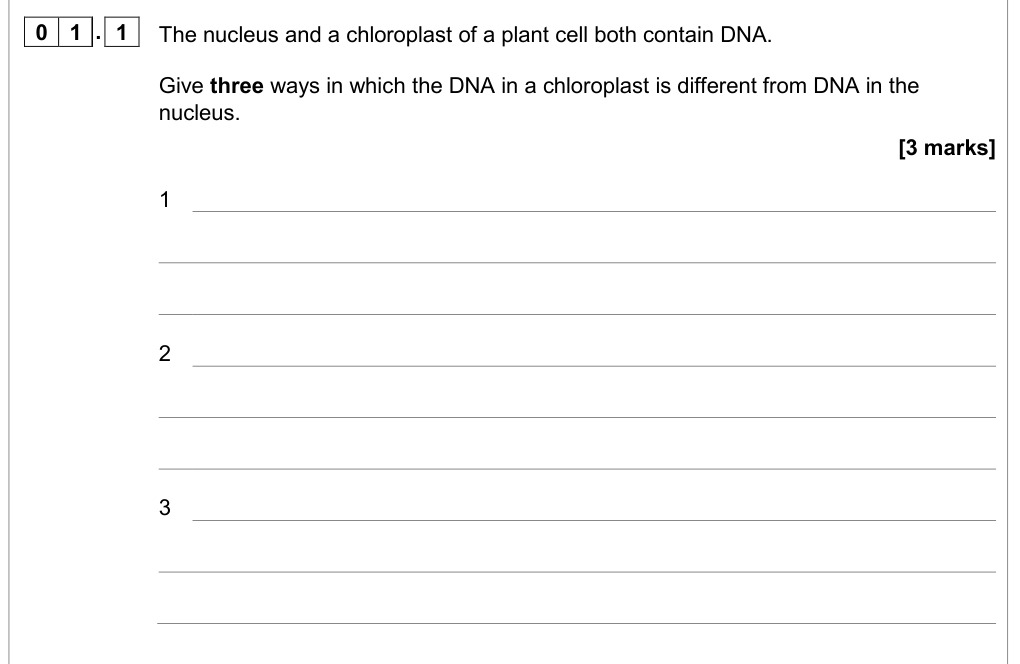 0 1 . 1 The nucleus and a chloroplast of a plant cell both contain DNA.
Give three ways in which the DNA in a chloroplast is different from DNA in the
nucleus.
[3 marks]
1
2
3